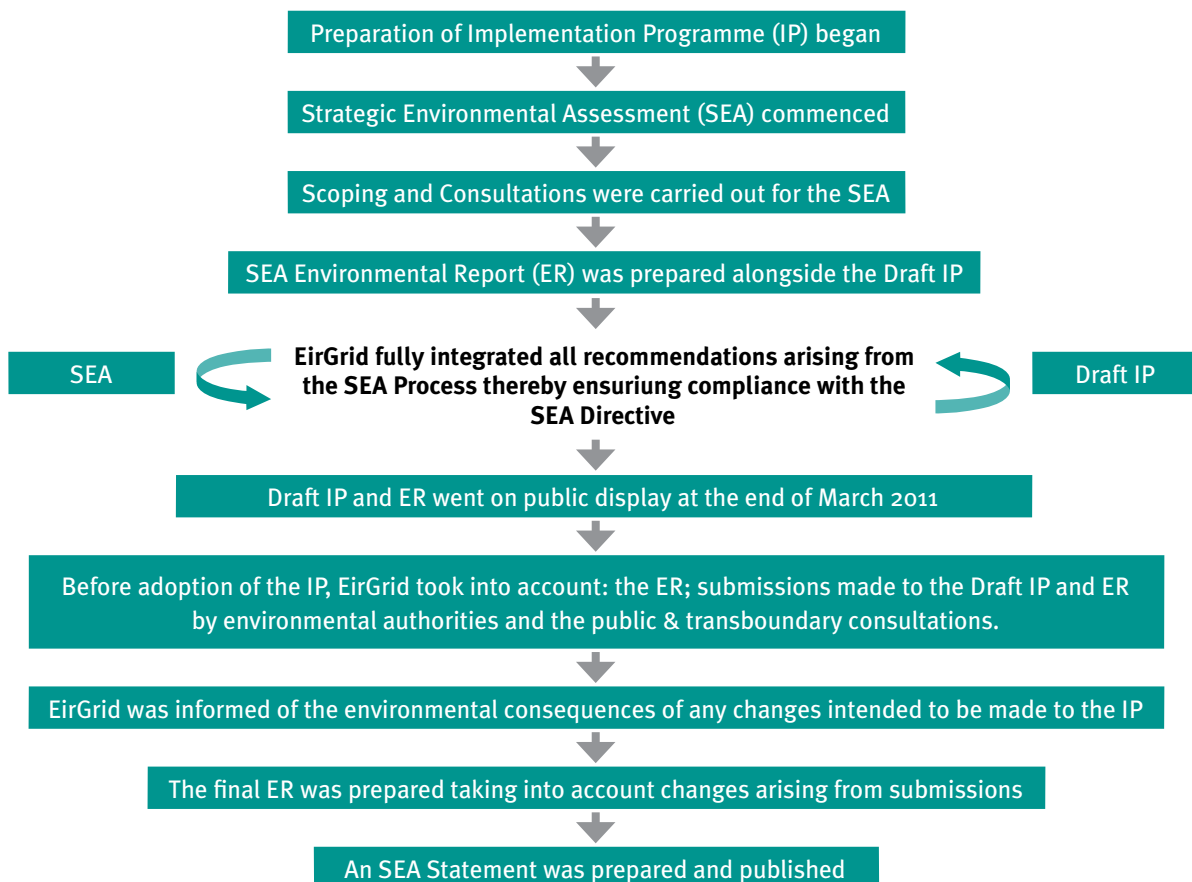 Preparation of Implementation Programme (IP) began
Strategic Environmental Assessment (SEA) commenced
Scoping and Consultations were carried out for the SEA
SEA Environmental Report (ER) was prepared alongside the Draft IP
SEA
EirGrid fully integrated all recommendations arising from
the SEA Process thereby ensuriung compliance with the
SEA Directive
Draft IP
Draft IP and ER went on public display at the end of March 2011
Before adoption of the IP, EirGrid took into account: the ER; submissions made to the Draft IP and ER
by environmental authorities and the public & transboundary consultations.
EirGrid was informed of the environmental consequences of any changes intended to be made to the IP
The final ER was prepared taking into account changes arising from submissions
An SEA Statement was prepared and published